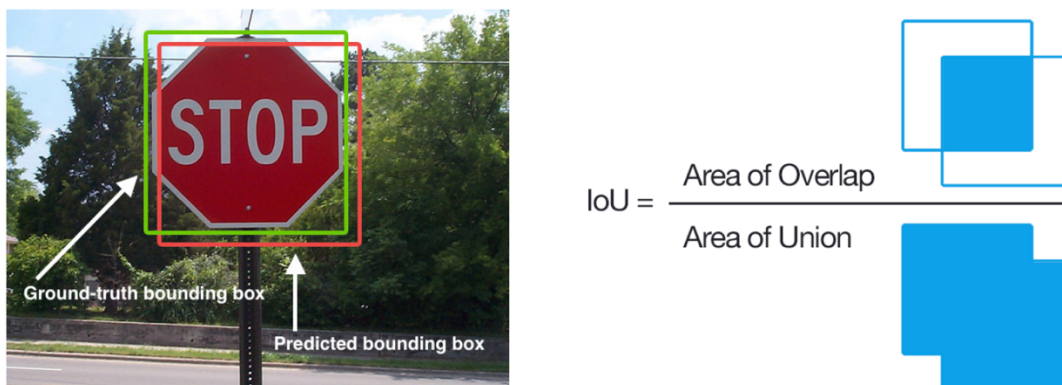 STOP
Ground-truth bounding box
Predicted bounding box
IoU =
Area of Overlap
Area of Union